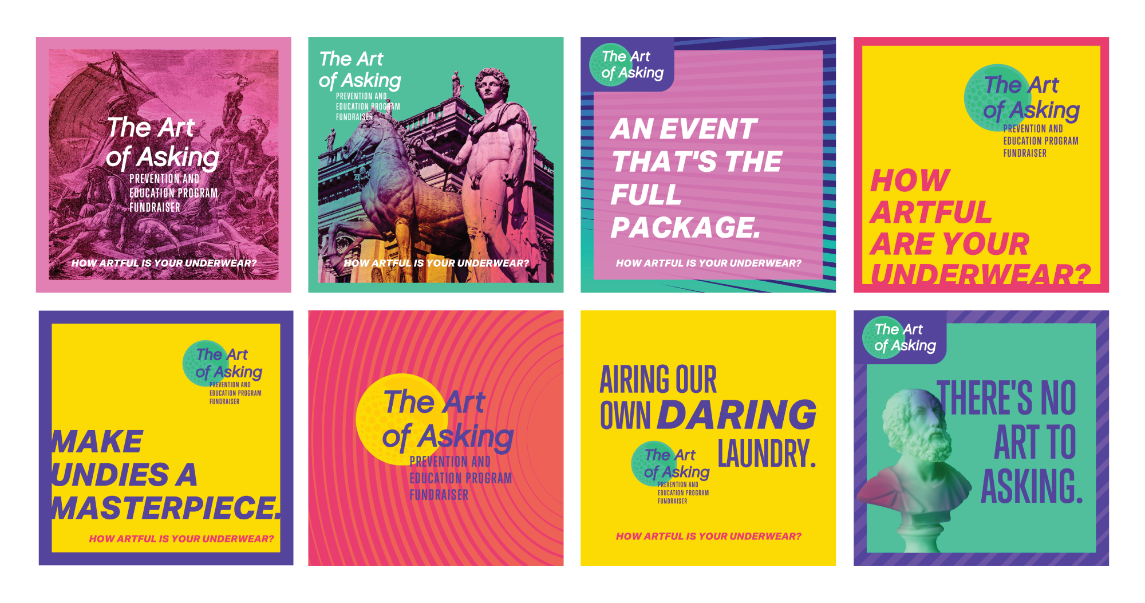 The Art
of Asking
PREVENTION AND
EDUCATION PROGRAM
FUNDRAISER
HOW ARTFUL IS YOUR UNDERWEAR?
The Art
of Asking
PREVENTION AND
EDUCATION PROGRAM
FUNDRAISER
HOW ARTFUL IS YOUR UNDERWEAR?
The Art
of Asking
AN EVENT
THAT'S THE
FULL
PACKAGE.
HOW ARTFUL IS YOUR UNDERWEAR?
The Art
of Asking
PREVENTION AND
EDUCATION PROGRAM
FUNDRAISER
HOW
ARTFUL
ARE YOUR
UNDERWEAR?
The Art
of Asking
PREVENTION AND
EDUCATION PROGRAM
FUNDRAISER
MAKE
UNDIES A
MASTERPIECE.
HOW ARTFUL IS YOUR UNDERWEAR?
The Art
of Asking
PREVENTION AND
EDUCATION PROGRAM
FUNDRAISER
AIRING OUR
OWN DARING
LAUNDRY.
The Art
of Asking
PREVENTION AND
EDUCATION PROGRAM
FUNDRAISER
HOW ARTFUL IS YOUR UNDERWEAR?
The Art
of Asking
THERE'S NO
ART TO
ASKING.